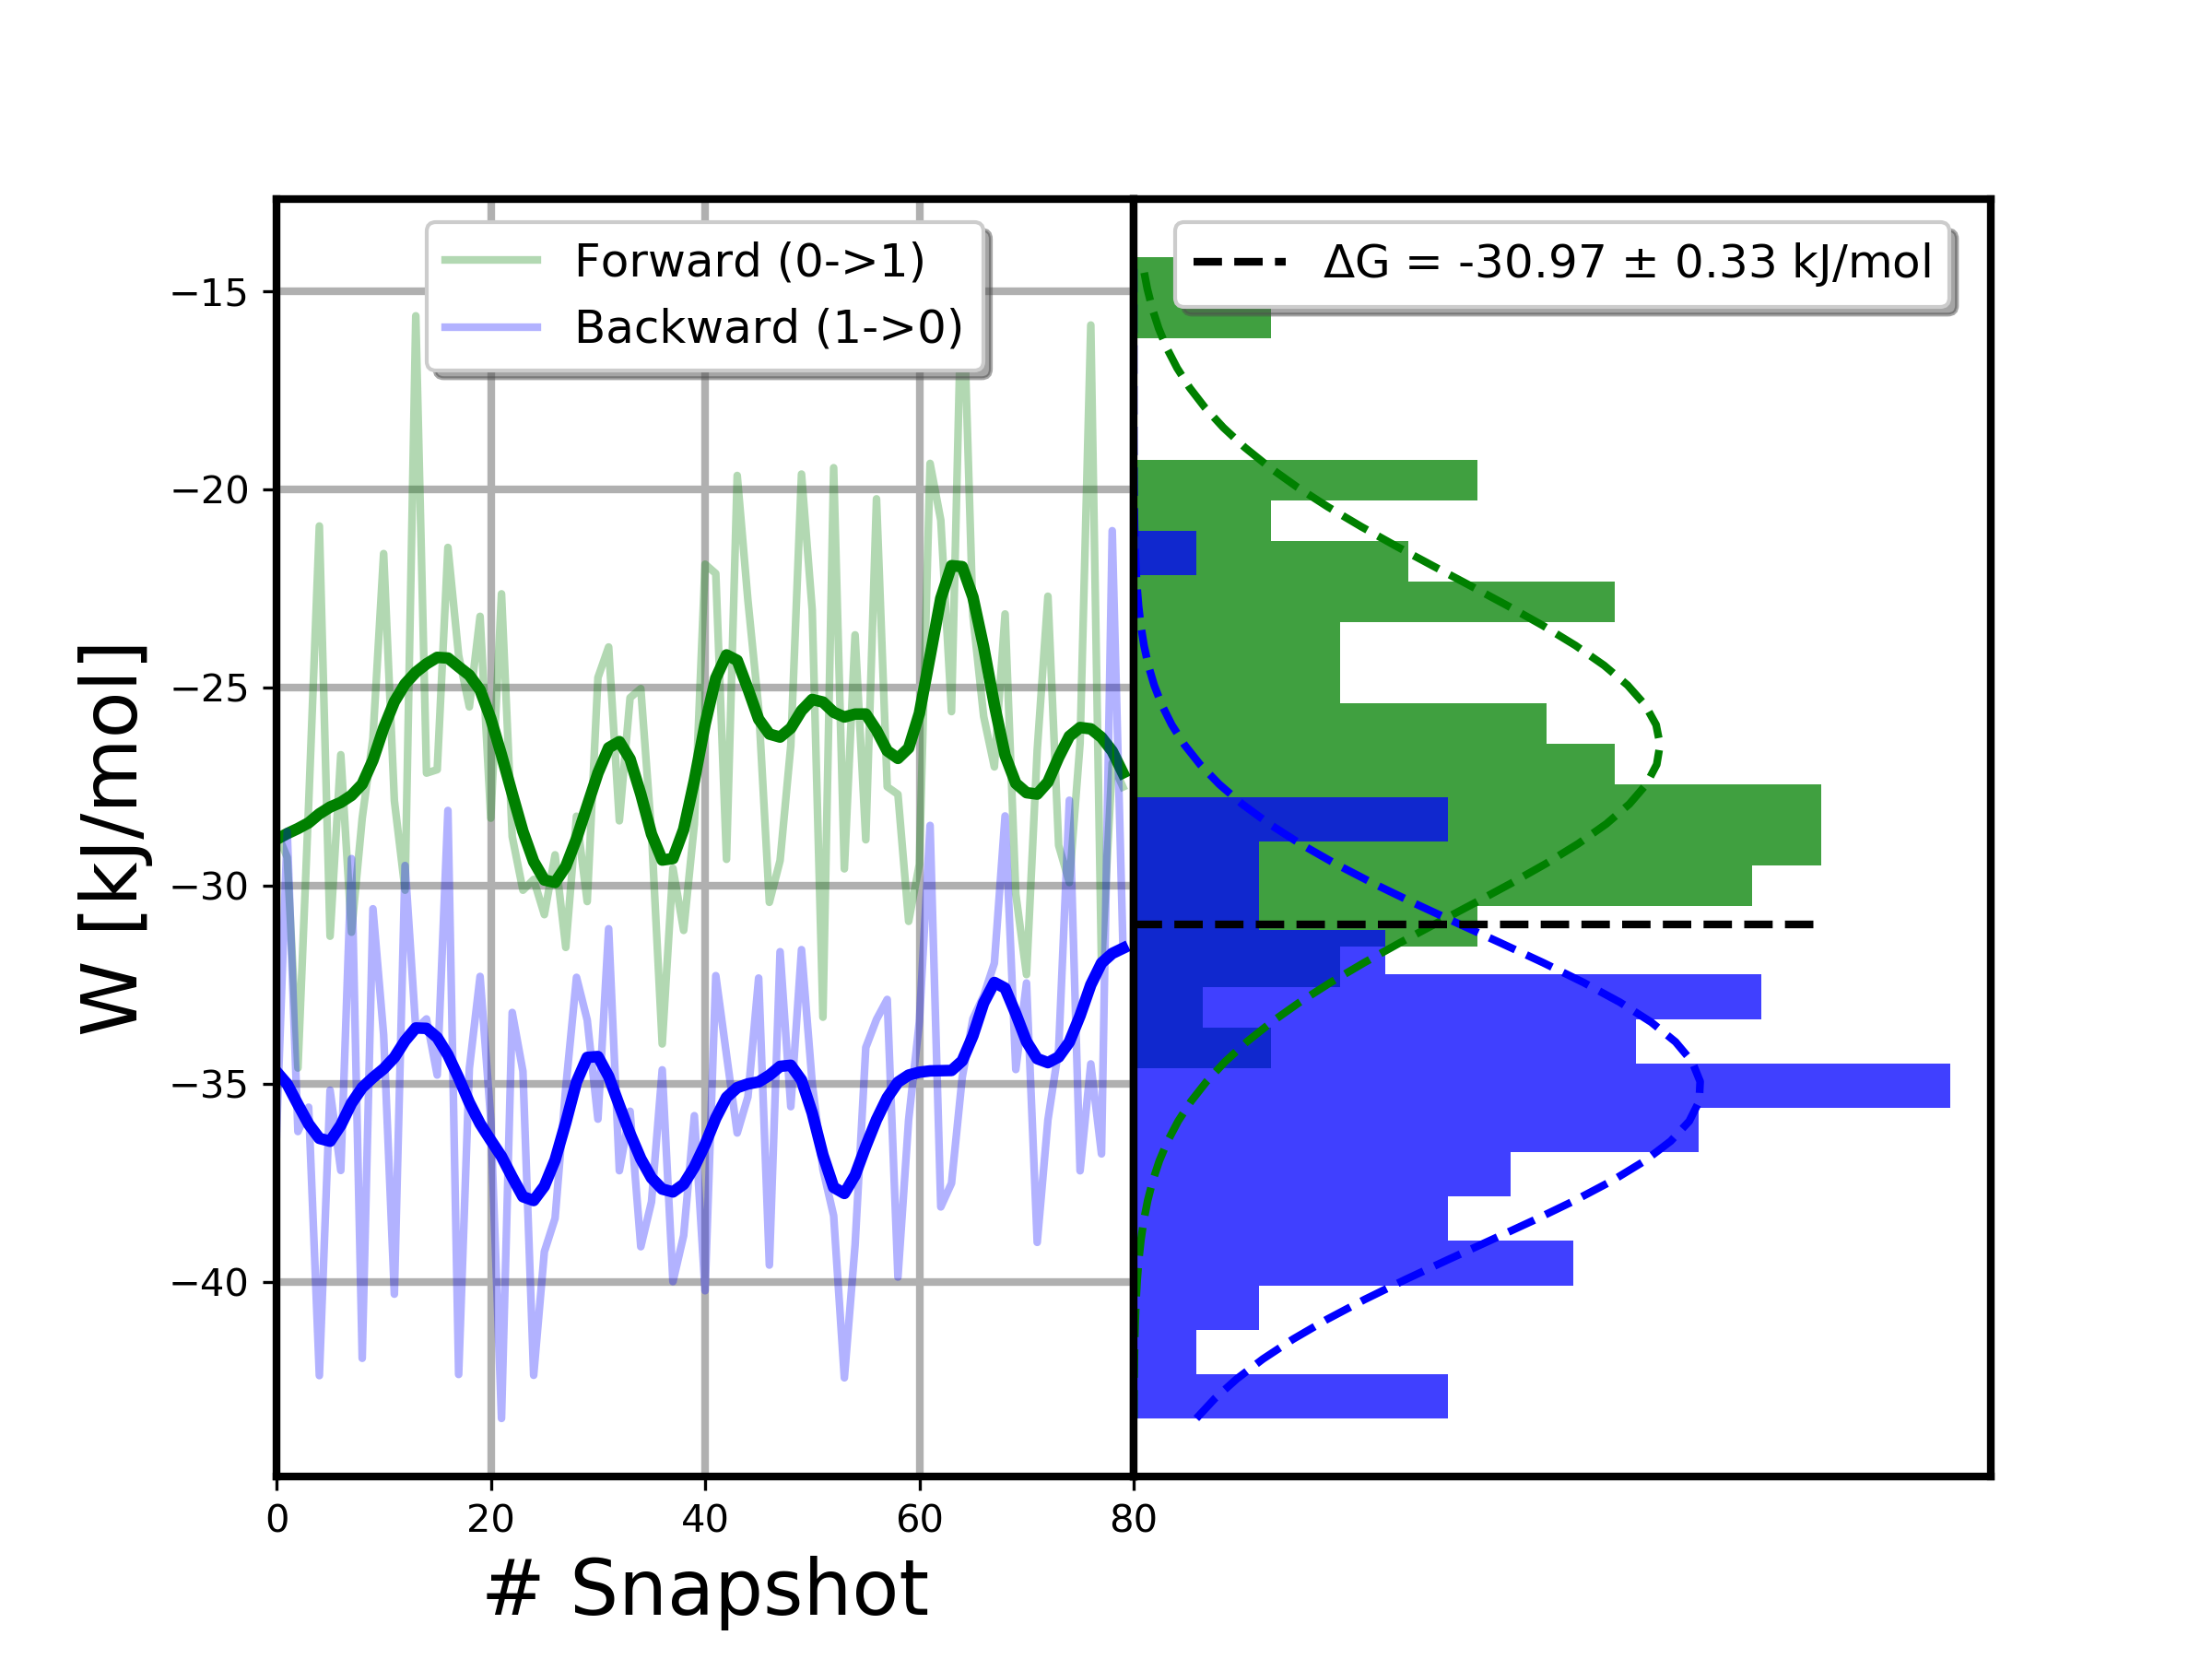 Forward (0->1)
Backward (1->0)
ΔG = -30.97 ± 0.33 kJ/mol
W [kJ/mol]
−15
−20
−25
−30
−35
−40
0
20
40
60
80
# Snapshot